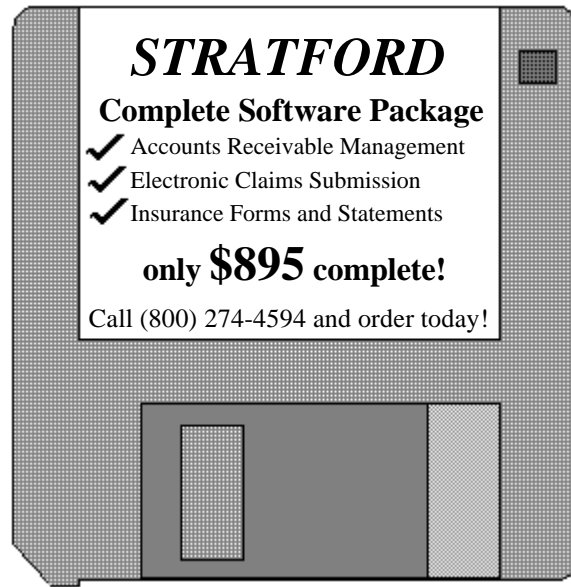 STRATFORD
Complete Software Package
Accounts Receivable Management
Electronic Claims Submission
Insurance Forms and Statements
only $895 complete!
Call (800) 274-4594 and order today!